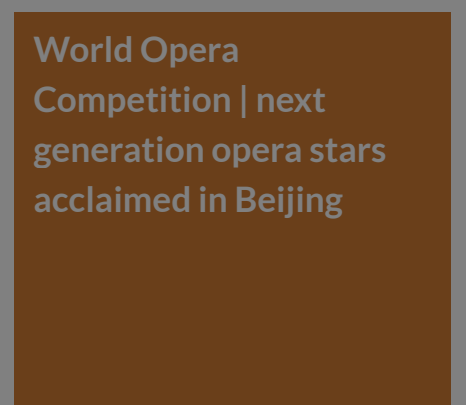 World Opera
Competition | next
generation opera stars
acclaimed in Beijing